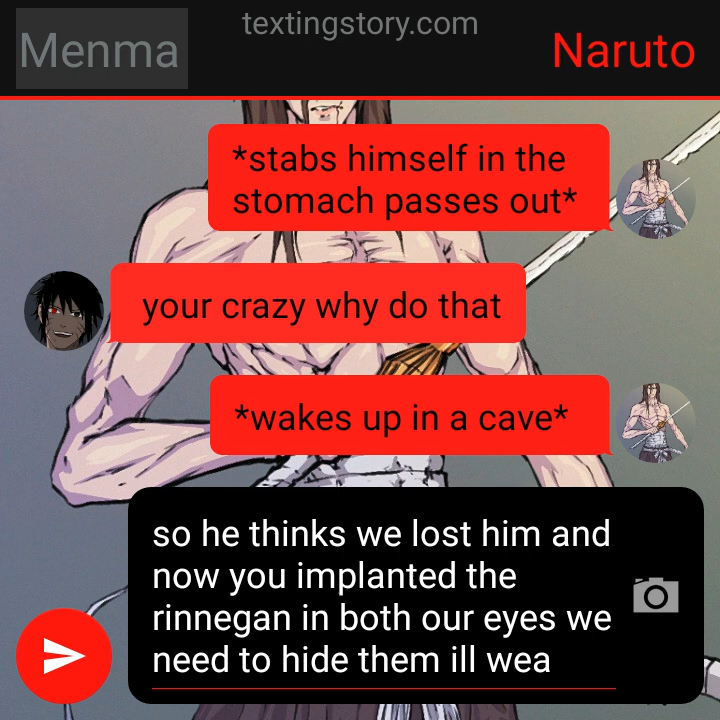 textingstory.com
Menma
Naruto
*stabs himself in the
stomach passes out*
your crazy why do that
*wakes up in a cave*
so he thinks we lost him and
now you implanted the
rinnegan in both our eyes we
need to hide them ill wea